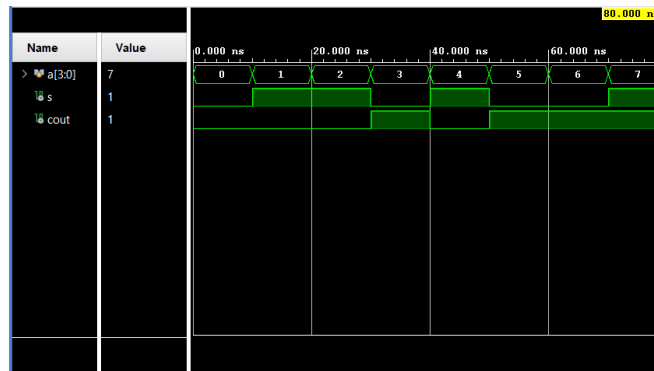 80.000 n
Name Value
0.000 ns 20.000 ns 40.000 ns 60.000 ns
a[3:0] 7 0 1 2 3 4 5 6 7
s 1
cout 1